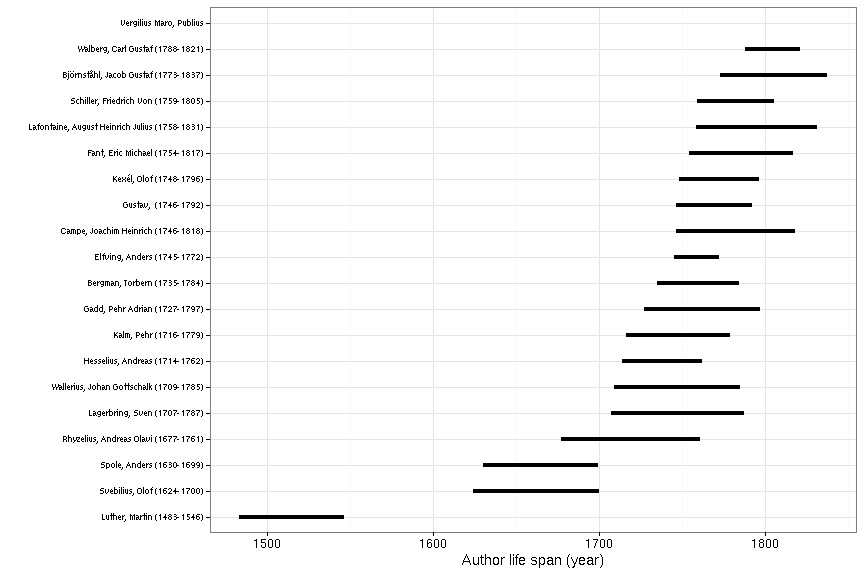 Vergilius Maro, Publius
Walberg, Carl Gustaf (1788-1821)
Björnståhl, Jacob Gustaf (1773-1837)
Schiller, Friedrich Von (1759-1805)
Lafontaine, August Heinrich Julius (1758-1831)
Fant, Eric Michael (1754-1817)
Kexél, Olof (1748-1796)
Gustav, (1746-1792)
Campe, Joachim Heinrich (1746-1818)
Elfving, Anders (1745-1772)
Bergman, Torbern (1735-1784)
Gadd, Pehr Adrian (1727-1797)
Kalm, Pehr (1716-1779)
Hesselius, Andreas (1714-1762)
Wallerius, Johan Gottschalk (1709-1785)
Lagerbring, Sven (1707-1787)
Rhyzelius, Andreas Olavi (1677-1761)
Spole, Anders (1630-1699)
Svebilius, Olof (1624-1700)
Luther, Martin (1483-1546)
1500 1600 1700 1800
Author life span (year)